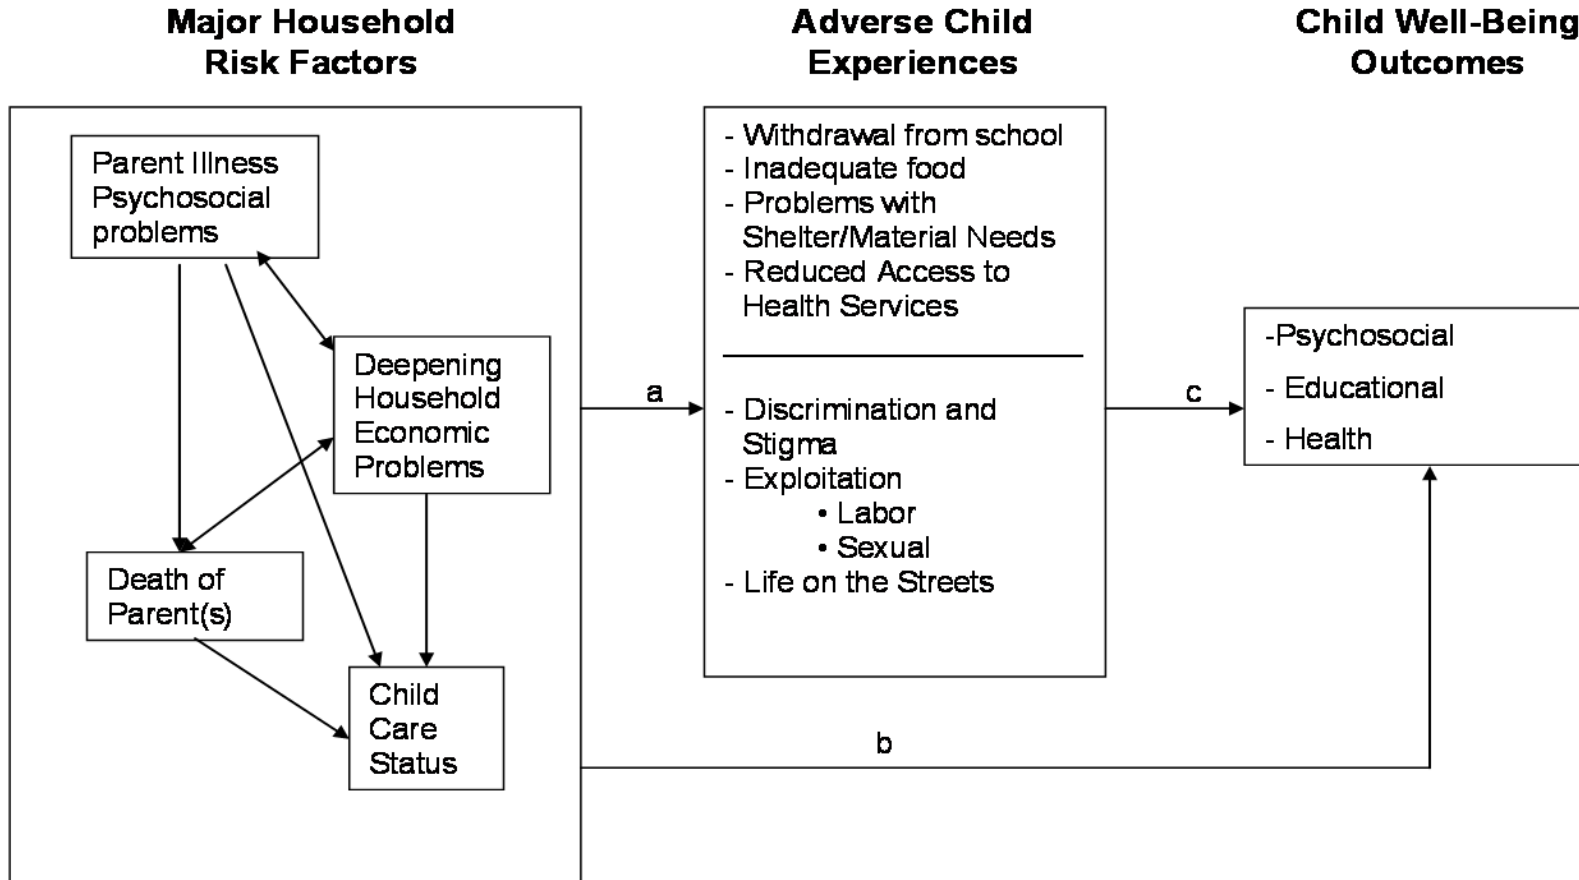 Major Household
Risk Factors
Adverse Child
Experiences
Child Well-Being
Outcomes
Parent Illness
Psychosocial
problems
Deepening
Household
Economic
Problems
Death of
Parent(s)
Child
Care
Status
a
- Withdrawal from school
- Inadequate food
- Problems with
Shelter/Material Needs
- Reduced Access to
Health Services
- Discrimination and
Stigma
- Exploitation
• Labor
• Sexual
- Life on the Streets
c
b
-Psychosocial
- Educational
- Health